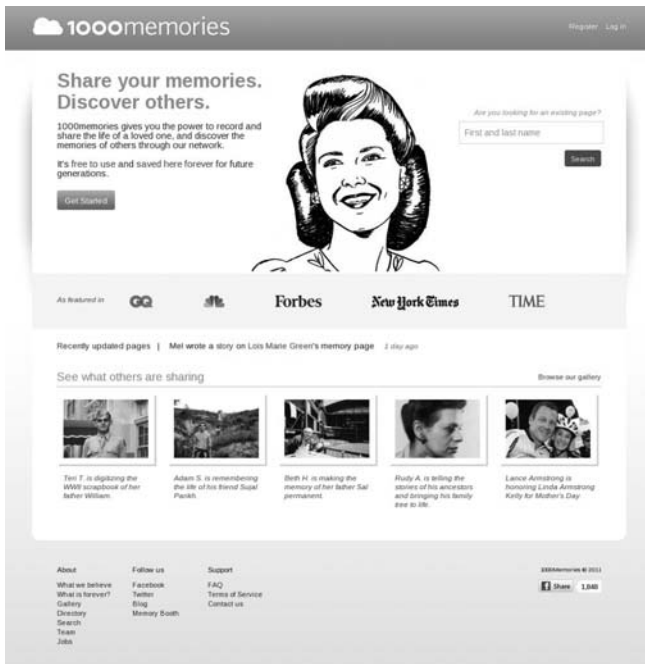 1000memories
Register Log in
Share your memories.
Discover others.
1000memories gives you the power to record and
share the life of a loved one, and discover the
memories of others through our network.
It's free to use and saved here forever for future
generations.
Get Started
Are you looking for an existing page?
First and last name
Search
As featured in GQ Forbes New York Times TIME
Recently updated pages | Mel wrote a story on Lois Marie Green's memory page 1 day ago
See what others are sharing Browse our gallery
Teri T. is digitizing the
WWII scrapbook of her
father William.
Adam S. is remembering
the life of his friend Sujal
Parikh.
Beth H. is making the
memory of her father Sal
permanent.
Rudy A. is telling the
stories of his ancestors
and bringing his family
tree to life.
Lance Armstrong is
honoring Linda Armstrong
Kelly for Mother's Day
About
What we believe
What is forever?
Gallery
Directory
Search
Team
Jobs
Follow us
Facebook
Twitter
Blog
Memory Booth
Support
FAQ
Terms of Service
Contact us
1000Memories © 2011
f Share 1,040